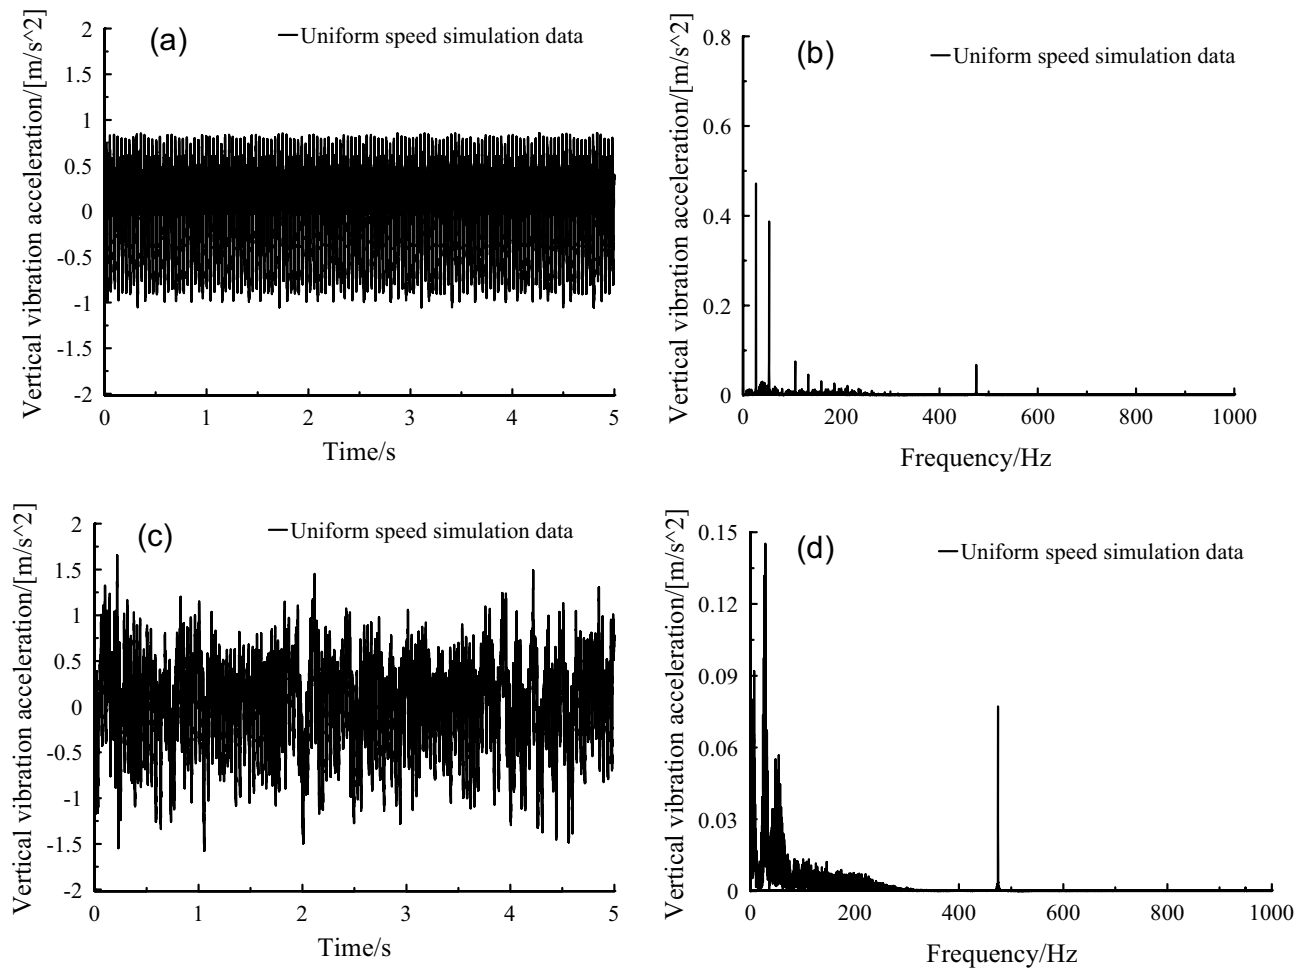 (a)
Uniform speed simulation data
Vertical vibration acceleration/[m/s^2]
2
1.5
1
0.5
0
-0.5
-1
-1.5
-2
0 1 2 3 4 5
Time/s
(b)
Uniform speed simulation data
Vertical vibration acceleration/[m/s^2]
0.8
0.6
0.4
0.2
0
0 200 400 600 800 1000
Frequency/Hz
(c)
Uniform speed simulation data
Vertical vibration acceleration/[m/s^2]
2
1.5
1
0.5
0
-0.5
-1
-1.5
-2
0 1 2 3 4 5
Time/s
(d)
Uniform speed simulation data
Vertical vibration acceleration/[m/s^2]
0.15
0.12
0.09
0.06
0.03
0
0 200 400 600 800 1000
Frequency/Hz